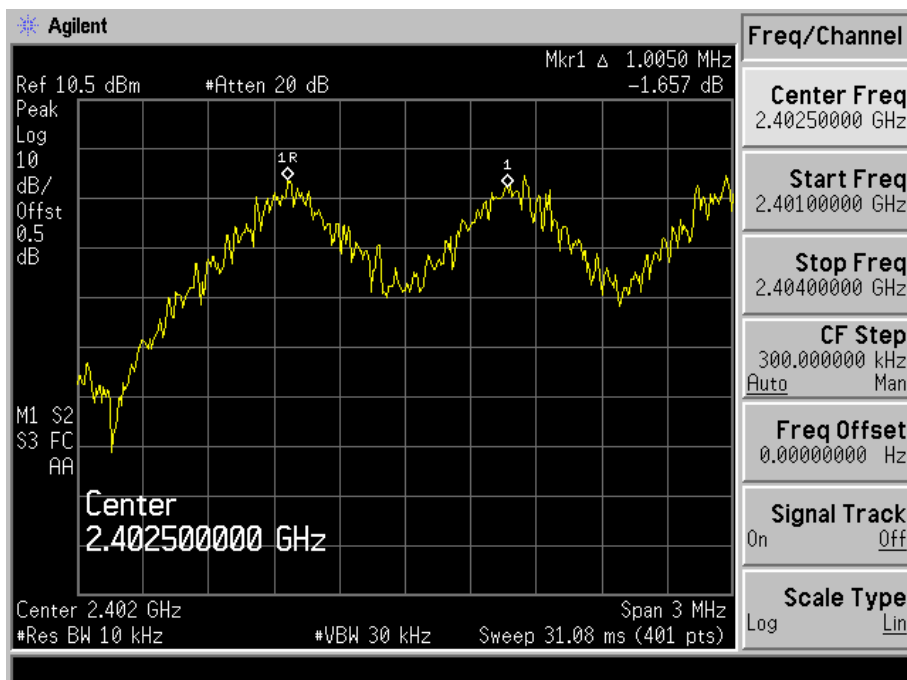 Agilent
Freq/Channel
Mkr1 Δ 1.0050 MHz
Ref 10.5 dBm #Atten 20 dB -1.657 dB
Peak
Log
10
dB/
Offst
0.5
dB
1R
1
M1 S2
S3 FC
AA
Center
2.402500000 GHz
Center 2.402 GHz Span 3 MHz
#Res BW 10 kHz #VBW 30 kHz Sweep 31.08 ms (401 pts)
Center Freq
2.40250000 GHz
Start Freq
2.40100000 GHz
Stop Freq
2.40400000 GHz
CF Step
300.000000 kHz
Auto Man
Freq Offset
0.00000000 Hz
Signal Track
On Off
Scale Type
Log Lin